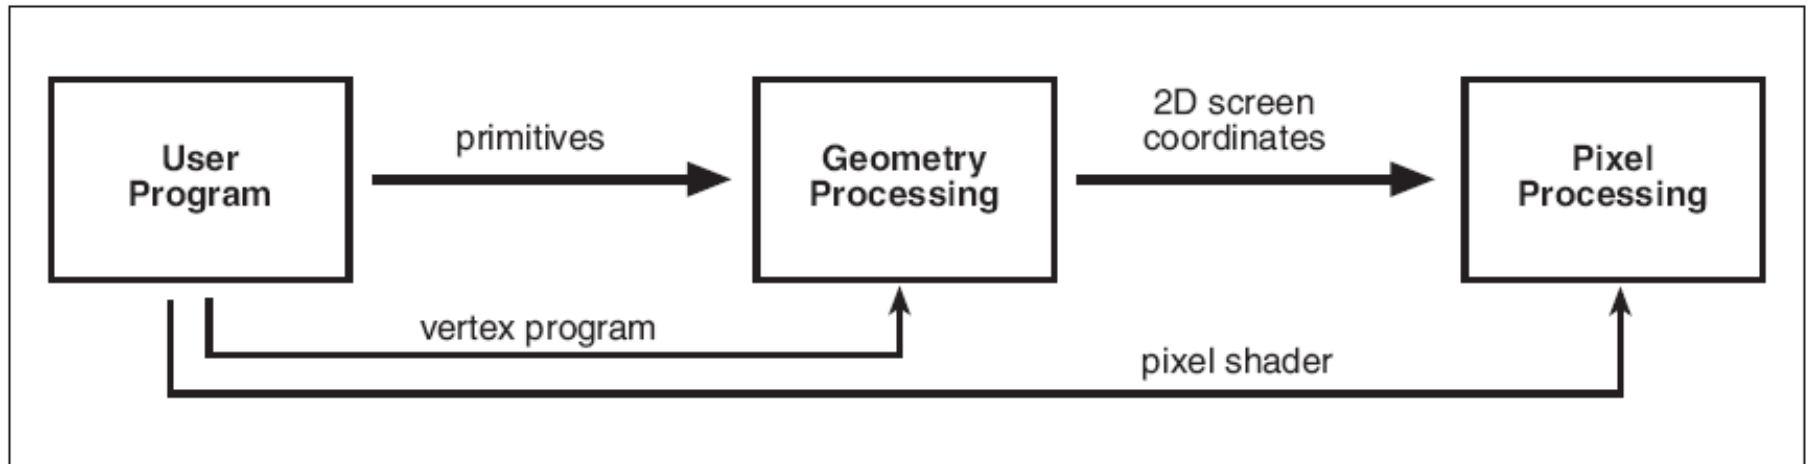 User
Program
primitives
Geometry
Processing
2D screen
coordinates
Pixel
Processing
vertex program
pixel shader